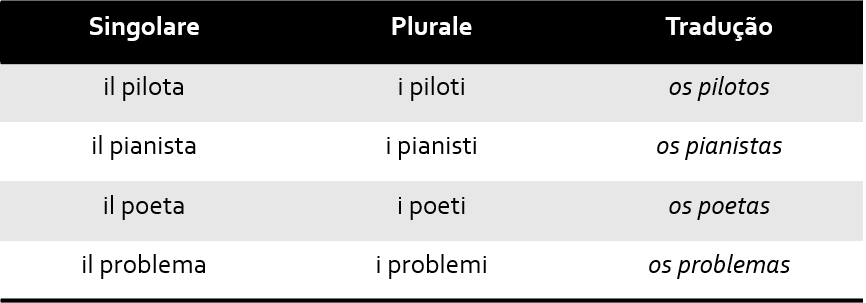 Singolare Plurale Tradução
il pilota i piloti os pilotos
il pianista i pianisti os pianistas
il poeta i poeti os poetas
il problema i problemi os problemas